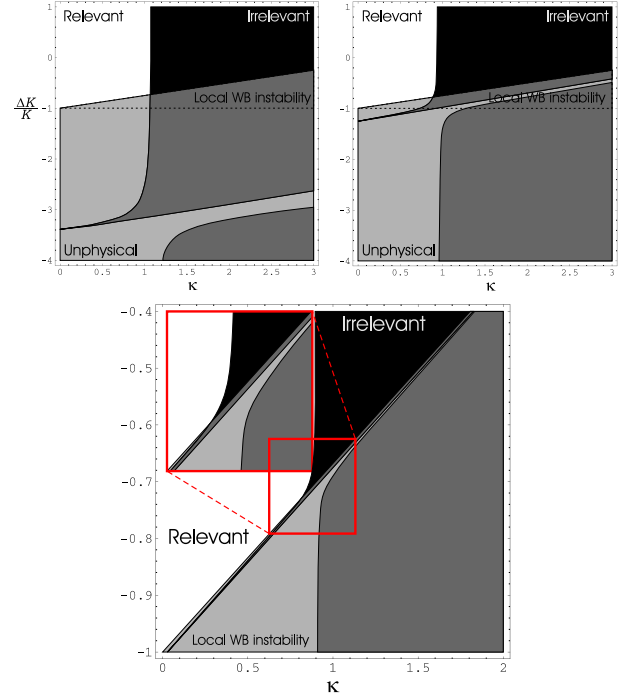 Relevant Irrelevant
1
0
-1
-2
-3
-4
ΔK
K
Local WB instability
Unphysical
0 0.5 1 1.5 2 2.5 3
κ
Relevant Irrelevant
1
0
-1
-2
-3
-4
Local WB instability
Unphysical
0 0.5 1 1.5 2 2.5 3
κ
-0.4
-0.5
-0.6
-0.7
-0.8
-0.9
-1
Irrelevant
Relevant
Local WB instability
0 0.5 1 1.5 2
κ